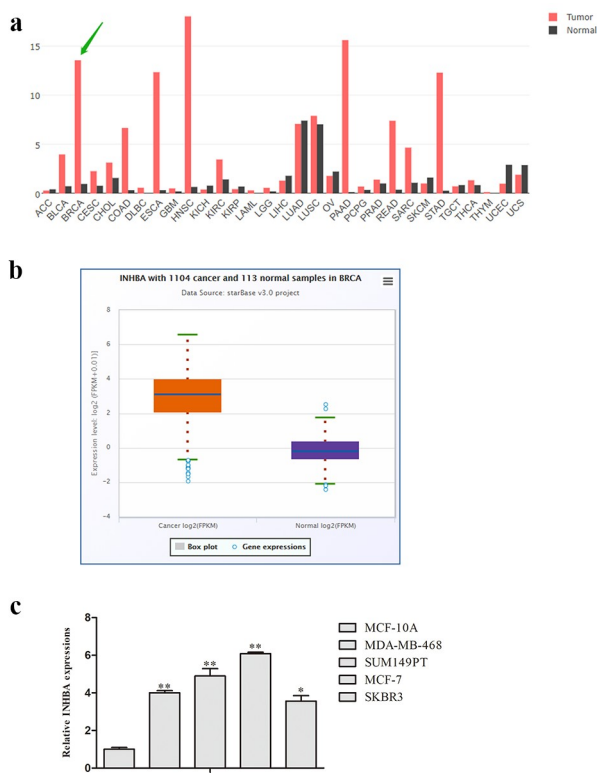 a
Tumor
Normal
15
10
5
0
ACC BLCA BRCA CESC CHOL COAD DLBC ESCA GBM HNSC KICH KIRC KIRP LAML LGG LIHC LUAD LUSC OV PAAD PCPG PRAD READ SARC SKCM STAD TGCT THCA THYM UCEC UCS
b
INHBA with 1104 cancer and 113 normal samples in BRCA
Data Source: starBase v3.0 project
Expression level: log2 (FPKM+0.01)]
8
6
4
2
0
−2
−4
Cancer log2(FPKM) Normal log2(FPKM)
Box plot Gene expressions
c
Relative INHBA expressions
8
6
4
2
0
** ** ** *
MCF-10A
MDA-MB-468
SUM149PT
MCF-7
SKBR3